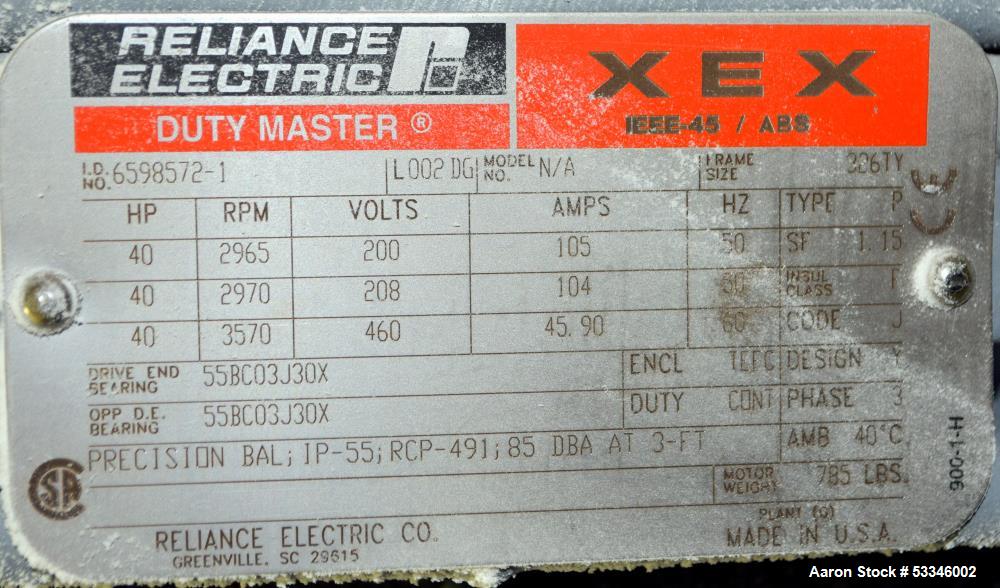 RELIANCE
ELECTRIC
DUTY MASTER ®
XEX
IEEE-45 / ABS
I.D. NO. 6598572-1 L002 DG MODEL NO. N/A FRAME SIZE 326TY
HP RPM VOLTS AMPS HZ TYPE P
40 2965 200 105 50 SF 1.15
40 2970 208 104 50 INSUL CLASS F
40 3570 460 45.90 60 CODE J
DRIVE END BEARING 55BC03J30X ENCL TEFC DESIGN Y
OPP D.E. BEARING 55BC03J30X DUTY CONT PHASE 3
PRECISION BAL; IP-55; RCP-491; 85 DBA AT 3-FT AMB 40°C
MOTOR WEIGHT 785 LBS.
PLANT (G)
RELIANCE ELECTRIC CO. MADE IN U.S.A.
GREENVILLE, SC 29615
CE
SA
900-1-H
Aaron Stock # 53346002